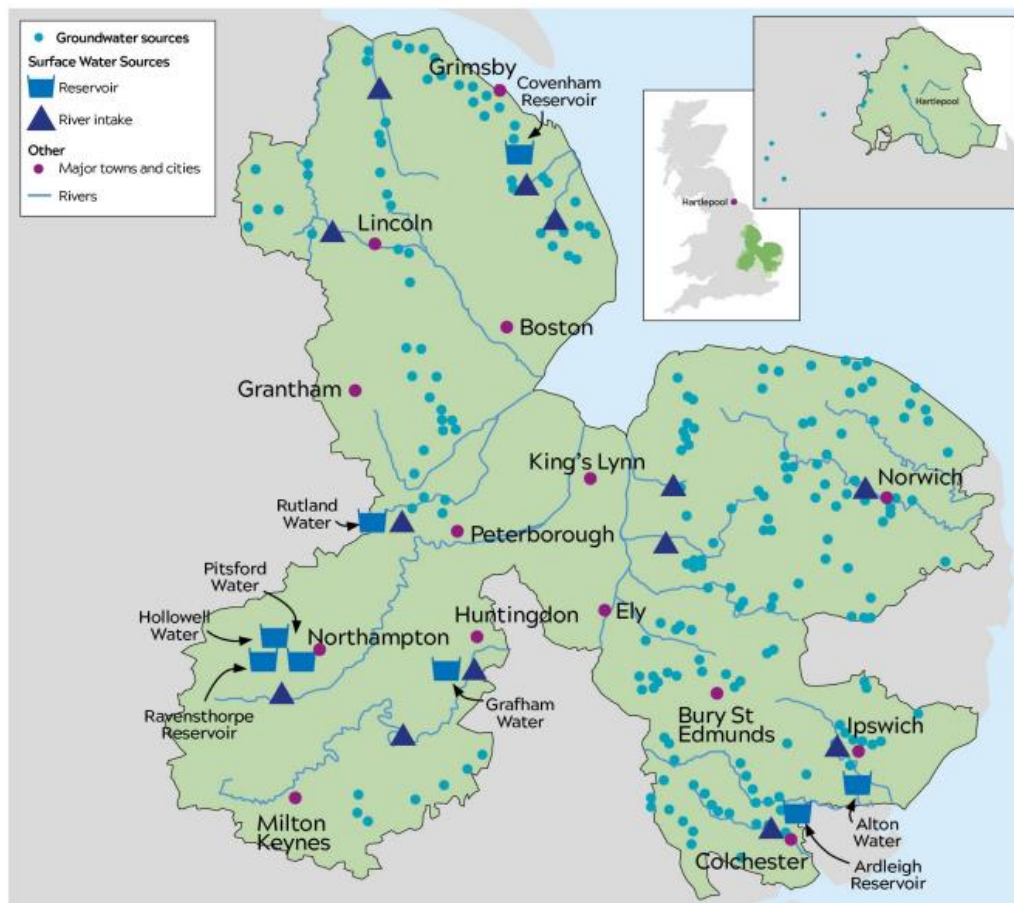 Groundwater sources
Surface Water Sources
Reservoir
River intake
Other
Major towns and cities
Rivers
Grimsby
Covenham
Reservoir
Hartlepool
Hartlepool
Lincoln
Boston
Grantham
King's Lynn
Norwich
Rutland
Water
Peterborough
Pitsford
Water
Hollowell
Water
Huntingdon
Ely
Northampton
Ravensthorpe
Reservoir
Grafham
Water
Bury St
Edmunds
Ipswich
Milton
Keynes
Alton
Water
Colchester
Ardleigh
Reservoir